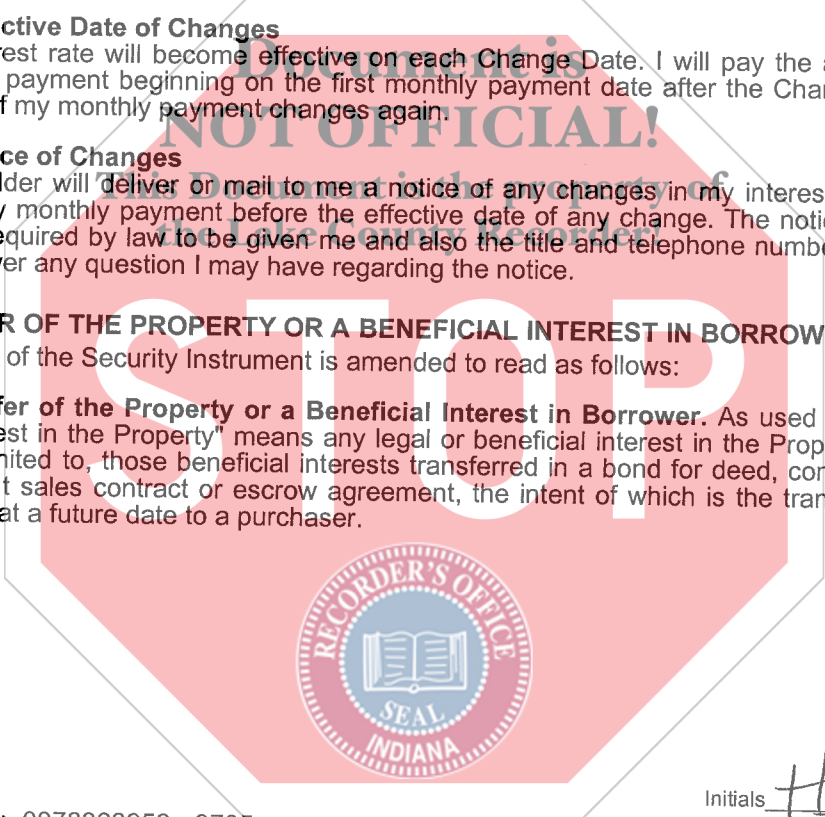 ctive Date of Changes
rest rate will become effective on each Change Date. I will pay the
payment beginning on the first monthly payment date after the Chan
f my monthly payment changes again.
ce of Changes
lder will deliver or mail to me a notice of any changes in my interes
monthly payment before the effective date of any change. The notic
equired by law to be given me and also the title and telephone numbe
er any question I may have regarding the notice.
R OF THE PROPERTY OR A BENEFICIAL INTEREST IN BORROW
of the Security Instrument is amended to read as follows:
fer of the Property or a Beneficial Interest in Borrower. As used
est in the Property" means any legal or beneficial interest in the Prop
ited to, those beneficial interests transferred in a bond for deed, con
t sales contract or escrow agreement, the intent of which is the tran
at a future date to a purchaser.
Document is
NOT OFFICIAL!
This Document is the property of
the Lake County Recorder!
STOP
RECORDER'S OFFICE
SEAL
INDIANA
Initials